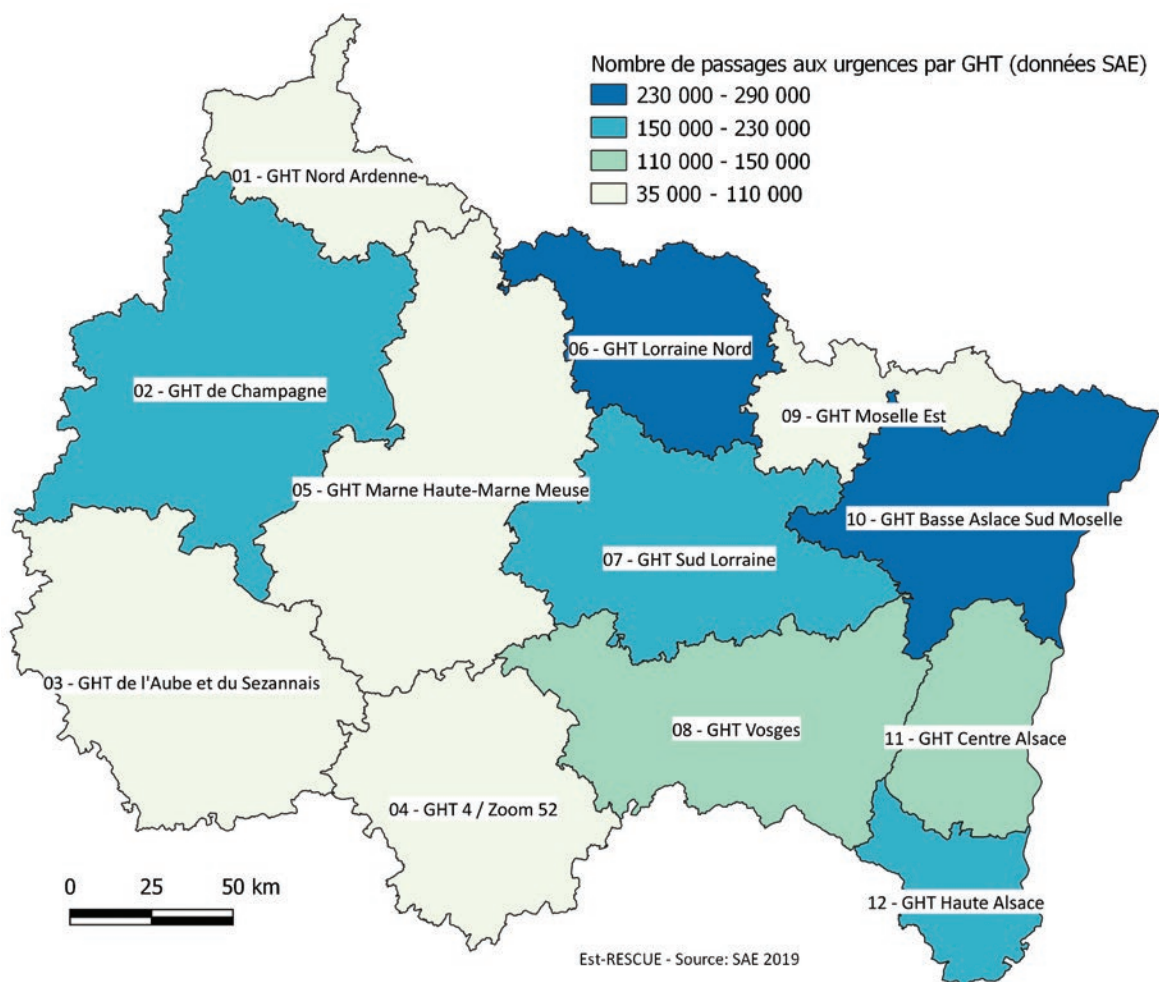 Nombre de passages aux urgences par GHT (données SAE)
230 000 - 290 000
150 000 - 230 000
110 000 - 150 000
35 000 - 110 000
01 - GHT Nord Ardenne
06 - GHT Lorraine Nord
02 - GHT de Champagne
09 - GHT Moselle Est
05 - GHT Marne Haute-Marne Meuse
10 - GHT Basse Aslace Sud Moselle
07 - GHT Sud Lorraine
03 - GHT de l'Aube et du Sezannais
08 - GHT Vosges
11 - GHT Centre Alsace
04 - GHT 4 / Zoom 52
0 25 50 km
12 - GHT Haute Alsace
Est-RESCUE - Source: SAE 2019